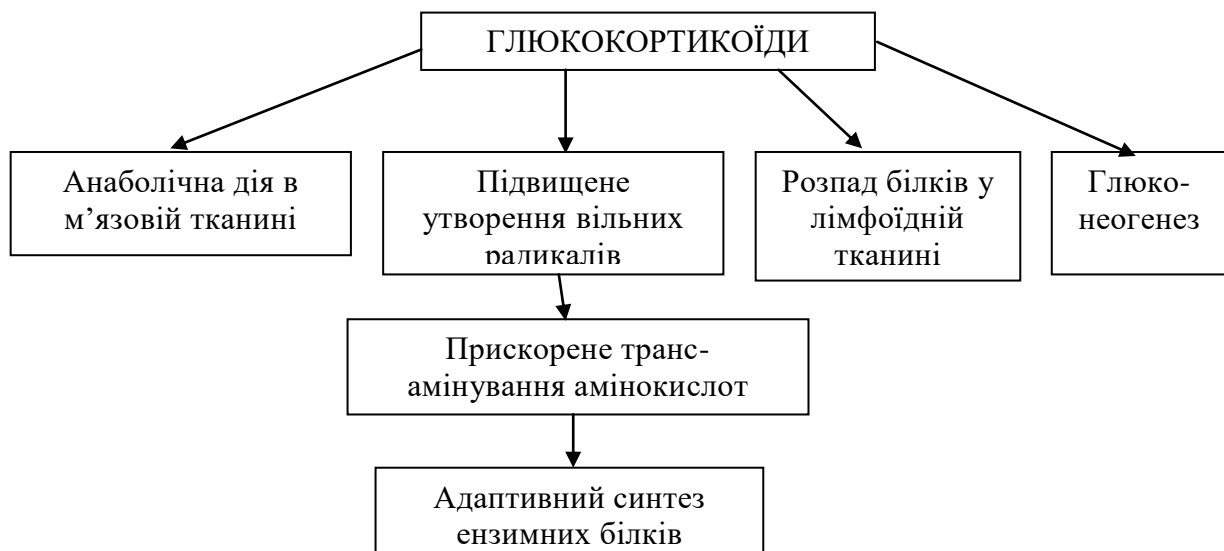 ГЛЮКОКОРТИКОЇДИ
Анаболічна дія в
м’язовій тканині
Підвищене
утворення вільних
радикалів
Розпад білків у
лімфоїдній
тканині
Глюко-
неогенез
Прискорене транс-
амінування амінокислот
Адаптивний синтез
ензимних білків